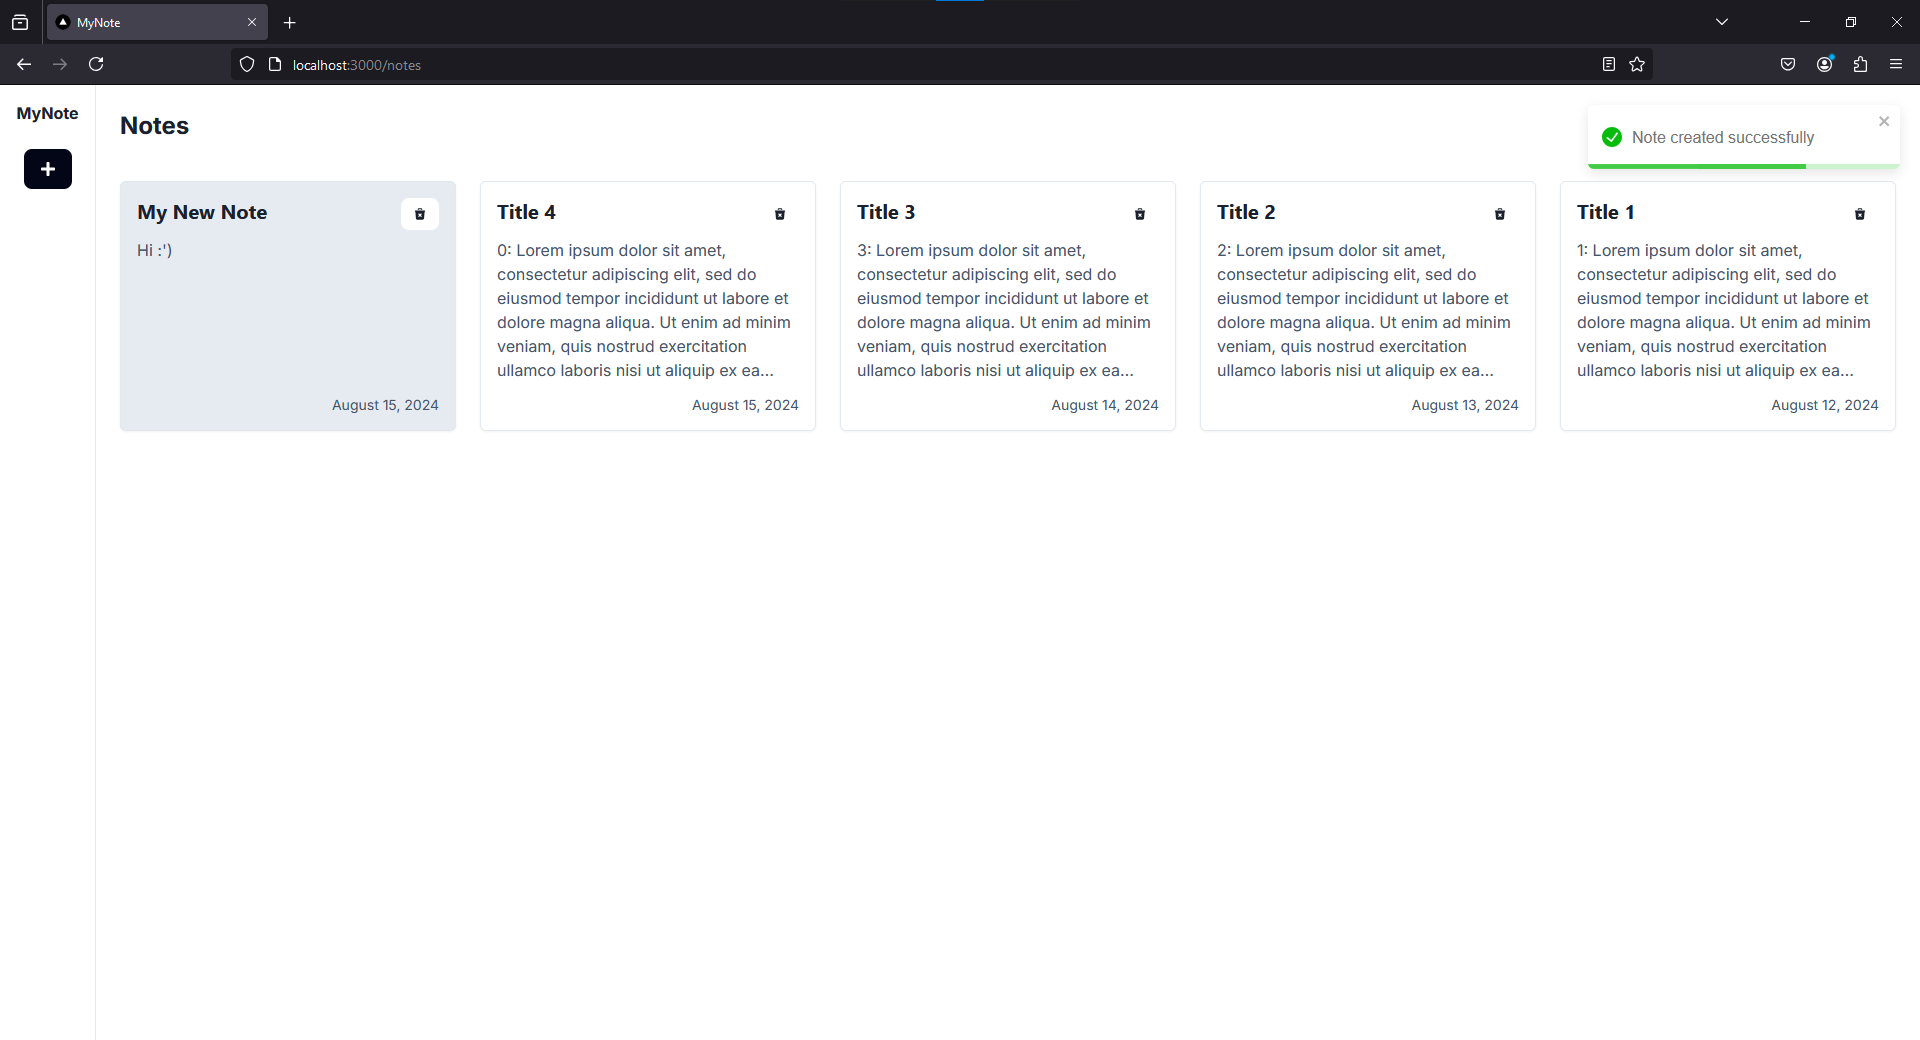 MyNote
localhost:3000/notes
MyNote
Notes
Note created successfully
My New Note
Hi :')
August 15, 2024
Title 4
0: Lorem ipsum dolor sit amet,
consectetur adipiscing elit, sed do
eiusmod tempor incididunt ut labore et
dolore magna aliqua. Ut enim ad minim
veniam, quis nostrud exercitation
ullamco laboris nisi ut aliquip ex ea...
August 15, 2024
Title 3
3: Lorem ipsum dolor sit amet,
consectetur adipiscing elit, sed do
eiusmod tempor incididunt ut labore et
dolore magna aliqua. Ut enim ad minim
veniam, quis nostrud exercitation
ullamco laboris nisi ut aliquip ex ea...
August 14, 2024
Title 2
2: Lorem ipsum dolor sit amet,
consectetur adipiscing elit, sed do
eiusmod tempor incididunt ut labore et
dolore magna aliqua. Ut enim ad minim
veniam, quis nostrud exercitation
ullamco laboris nisi ut aliquip ex ea...
August 13, 2024
Title 1
1: Lorem ipsum dolor sit amet,
consectetur adipiscing elit, sed do
eiusmod tempor incididunt ut labore et
dolore magna aliqua. Ut enim ad minim
veniam, quis nostrud exercitation
ullamco laboris nisi ut aliquip ex ea...
August 12, 2024